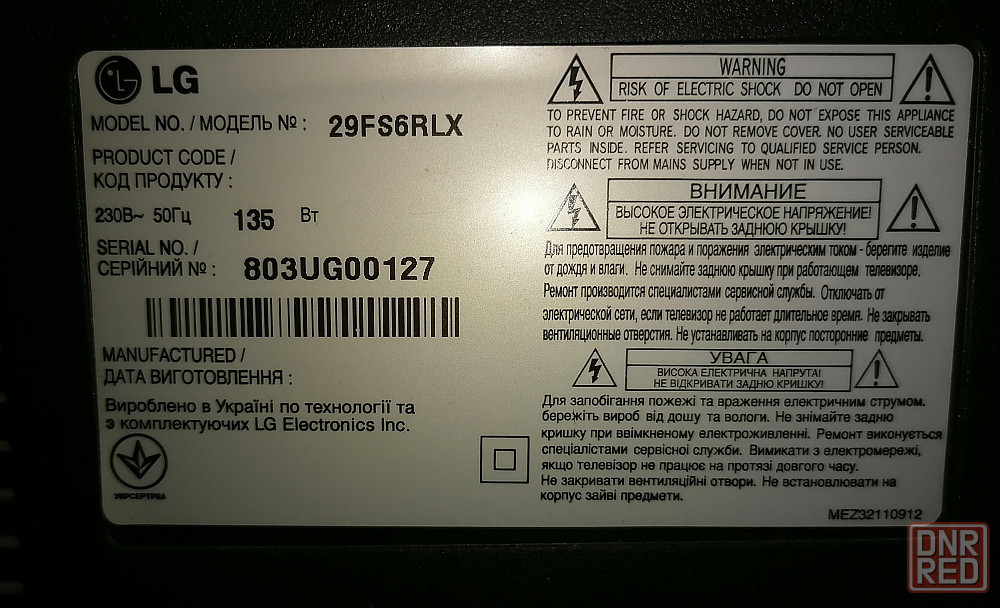 LG
MODEL NO. / МОДЕЛЬ № : 29FS6RLX
PRODUCT CODE /
КОД ПРОДУКТУ :
230В~ 50Гц 135 Вт
SERIAL NO. /
СЕРІЙНИЙ № : 803UG00127
MANUFACTURED /
ДАТА ВИГОТОВЛЕННЯ :
Вироблено в Україні по технології та
з комплектуючих LG Electronics Inc.
УКРСЕПРЕА
WARNING
RISK OF ELECTRIC SHOCK DO NOT OPEN
TO PREVENT FIRE OR SHOCK HAZARD, DO NOT EXPOSE THIS APPLIANCE
TO RAIN OR MOISTURE. DO NOT REMOVE COVER. NO USER SERVICEABLE
PARTS INSIDE. REFER SERVICING TO QUALIFIED SERVICE PERSON.
DISCONNECT FROM MAINS SUPPLY WHEN NOT IN USE.
ВНИМАНИЕ
ВЫСОКОЕ ЭЛЕКТРИЧЕСКОЕ НАПРЯЖЕНИЕ!
НЕ ОТКРЫВАТЬ ЗАДНЮЮ КРЫШКУ!
Для предотвращения пожара и поражения электрическим током - берегите изделие
от дождя и влаги. Не снимайте заднюю крышку при работающем телевизоре.
Ремонт производится специалистами сервисной службы. Отключать от
электрической сети, если телевизор не работает длительное время. Не закрывать
вентиляционные отверстия. Не устанавливать на корпус посторонние предметы.
УВАГА
ВИСОКА ЕЛЕКТРИЧНА НАПРУГА!
НЕ ВІДКРИВАТИ ЗАДНЮ КРИШКУ!
Для запобігання пожежі та враження електричним струмом.
бережіть вироб від дошу та вологи. Не знімайте задню
кришку при ввімкненому електроживленні. Ремонт виконується
спеціалістами сервісної служби. Вимикати з електромережі,
якщо телевізор не працює на протязі довгого часу.
Не закривати вентиляційні отвори. Не встановлювати на
корпус зайві предмети.
MEZ32110912
DNR
RED